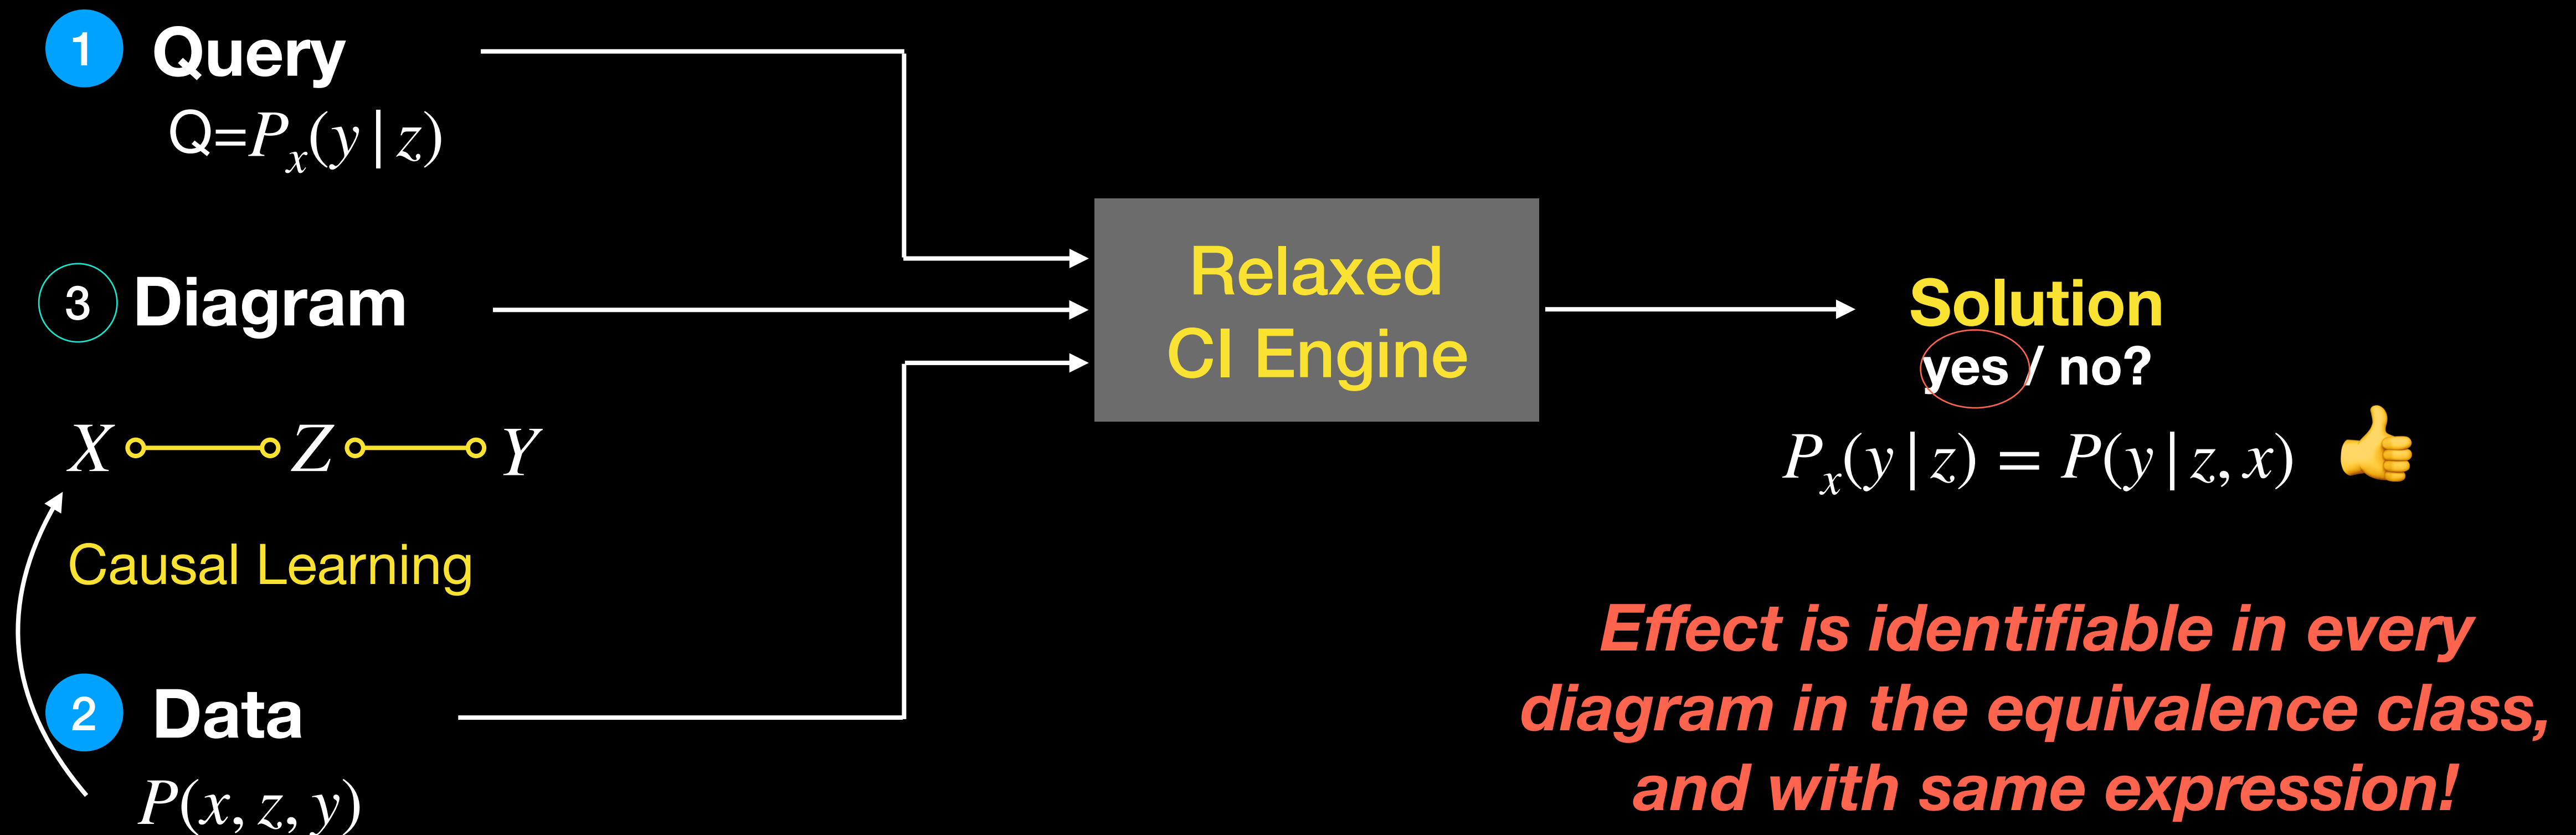 1 Query
Q=Pₓ(y | z)
3 Diagram
X Z Y
Causal Learning
2 Data
P(x, z, y)
Relaxed
CI Engine
Solution
yes / no?
Pₓ(y | z) = P(y | z, x) 👍
Effect is identifiable in every
diagram in the equivalence class,
and with same expression!